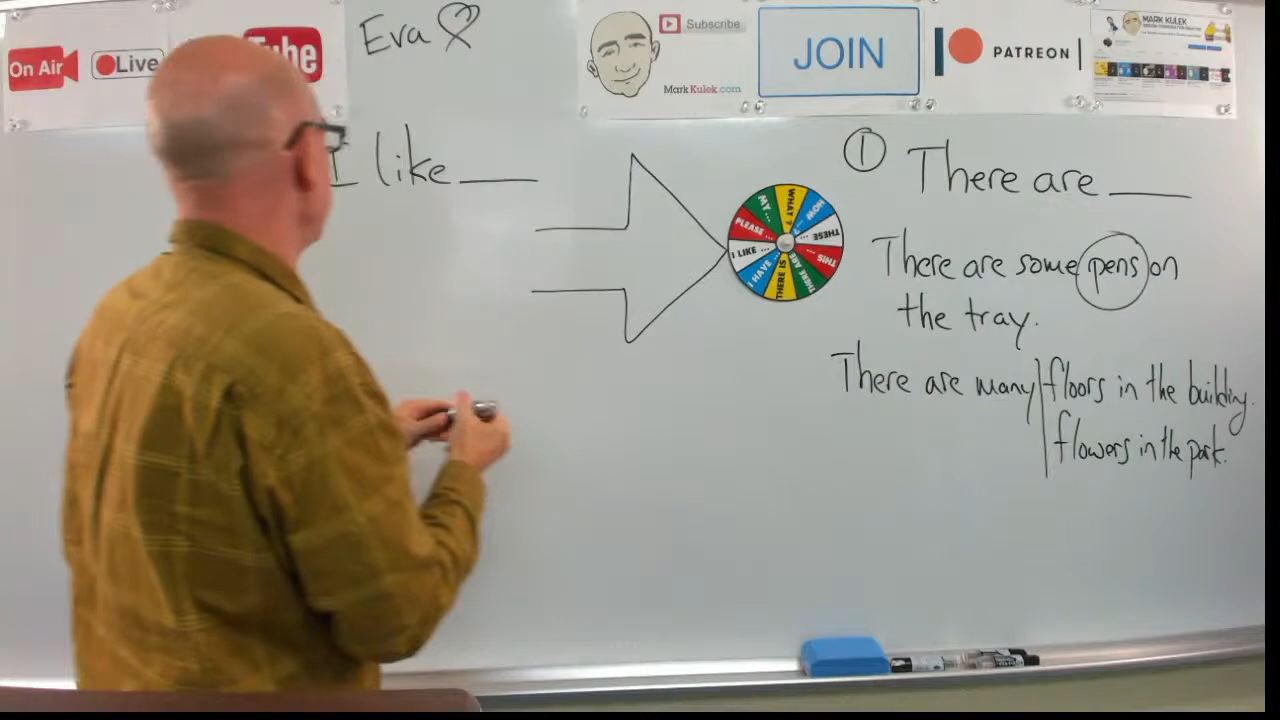 On Air
Live
Tube
Eva
Subscribe
MarkKulek.com
JOIN
PATREON
MARK KULEK
I like ___
① There are ___
There are some pens on
the tray.
There are many floors in the building.
flowers in the park.
WHAT ?
HOW ...?
THESE ...
THIS ...
THERE ARE
THERE IS
I HAVE ...
I LIKE ...
PLEASE ...
MY ...